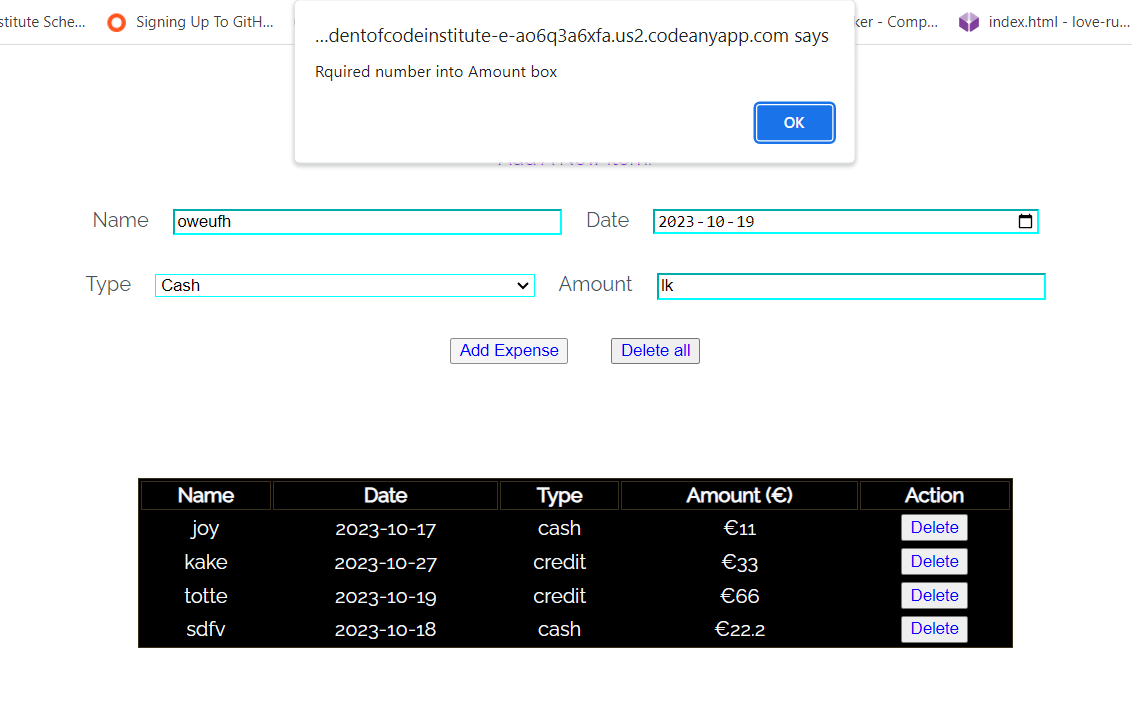 stitute Sche...
Signing Up To GitH...
ker - Comp...
index.html - love-ru...
...dentofcodeinstitute-e-ao6q3a6xfa.us2.codeanyapp.com says
Rquired number into Amount box
OK
Name oweufh Date 2023-10-19
Type Cash Amount lk
Add Expense Delete all
Name Date Type Amount (€) Action
joy 2023-10-17 cash €11 Delete
kake 2023-10-27 credit €33 Delete
totte 2023-10-19 credit €66 Delete
sdfv 2023-10-18 cash €22.2 Delete